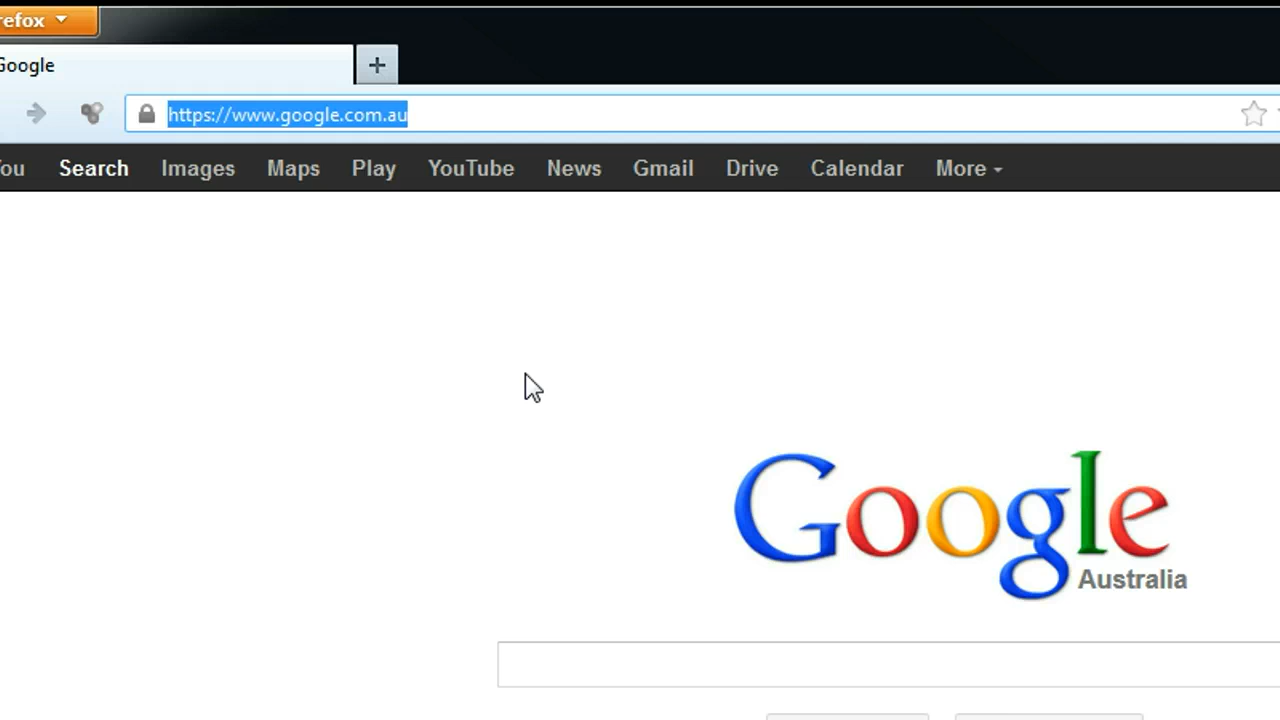 refox
Google
https://www.google.com.au
You Search Images Maps Play YouTube News Gmail Drive Calendar More
Google
Australia